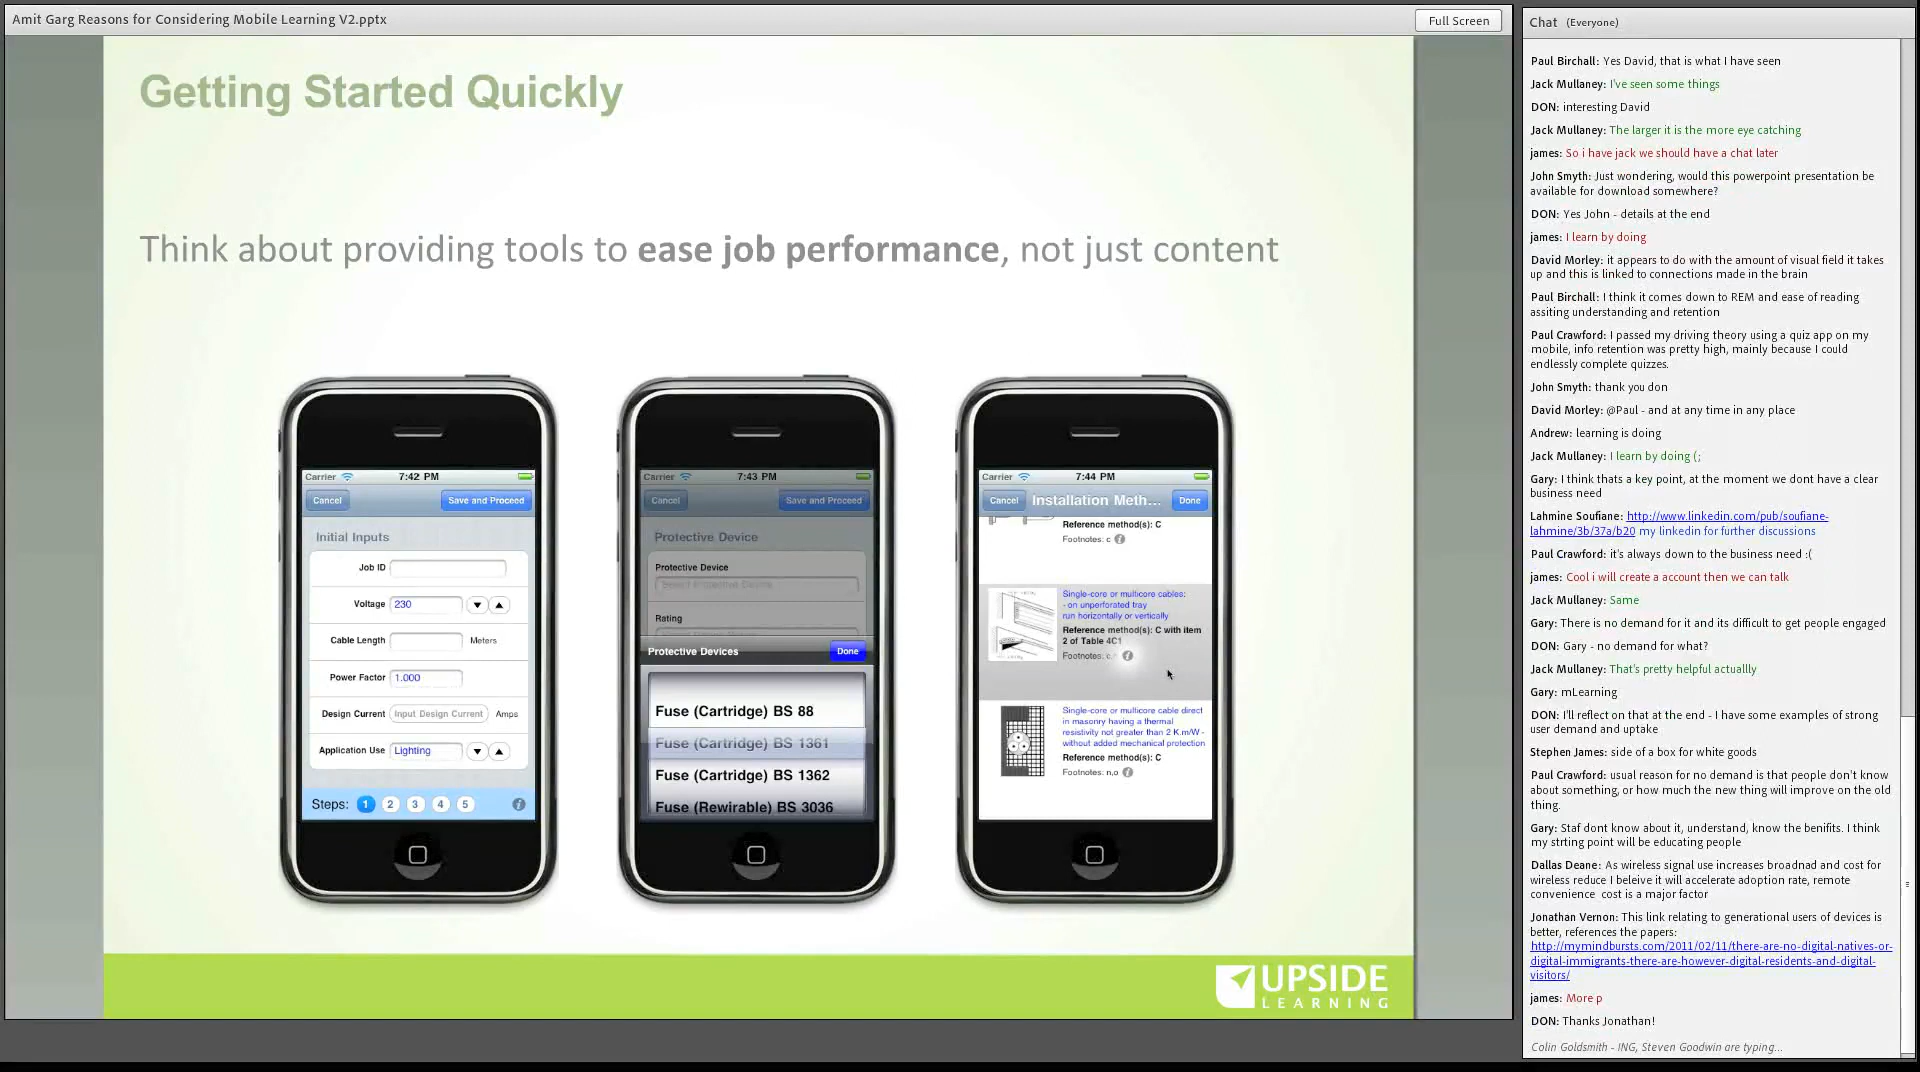 Amit Garg Reasons for Considering Mobile Learning V2.pptx
Full Screen
Getting Started Quickly
Think about providing tools to ease job performance, not just content
Carrier 7:42 PM
Cancel Save and Proceed
Initial Inputs
Job ID
Voltage 230
Cable Length Meters
Power Factor 1.000
Design Current Input Design Current Amps
Application Use Lighting
Steps: 1 2 3 4 5
Carrier 7:43 PM
Cancel Save and Proceed
Protective Device
Protective Device
Select Protective Device
Rating
Protective Devices Done
Fuse (Cartridge) BS 88
Fuse (Cartridge) BS 1361
Fuse (Cartridge) BS 1362
Fuse (Rewirable) BS 3036
Carrier 7:44 PM
Cancel Installation Meth... Done
Reference method(s): C
Footnotes: c
Single-core or multicore cables:
- on unperforated tray
run horizontally or vertically
Reference method(s): C with item
2 of Table 4C1
Footnotes: c,
Single-core or multicore cable direct
in masonry having a thermal
resistivity not greater than 2 K.m/W -
without added mechanical protection
Reference method(s): C
Footnotes: n,o
UPSIDE
LEARNING
Chat (Everyone)
Paul Birchall: Yes David, that is what I have seen
Jack Mullaney: I've seen some things
DON: interesting David
Jack Mullaney: The larger it is the more eye catching
james: So i have jack we should have a chat later
John Smyth: Just wondering, would this powerpoint presentation be
available for download somewhere?
DON: Yes John - details at the end
james: I learn by doing
David Morley: it appears to do with the amount of visual field it takes
up and this is linked to connections made in the brain
Paul Birchall: I think it comes down to REM and ease of reading
assiting understanding and retention
Paul Crawford: I passed my driving theory using a quiz app on my
mobile, info retention was pretty high, mainly because I could
endlessly complete quizzes.
John Smyth: thank you don
David Morley: @Paul - and at any time in any place
Andrew: learning is doing
Jack Mullaney: I learn by doing (;
Gary: I think thats a key point, at the moment we dont have a clear
business need
Lahmine Soufiane: http://www.linkedin.com/pub/soufiane-
lahmine/3b/37a/b20 my linkedin for further discussions
Paul Crawford: it's always down to the business need :(
james: Cool i will create a account then we can talk
Jack Mullaney: Same
Gary: There is no demand for it and its difficult to get people engaged
DON: Gary - no demand for what?
Jack Mullaney: That's pretty helpful actuallly
Gary: mLearning
DON: I'll reflect on that at the end - I have some examples of strong
user demand and uptake
Stephen James: side of a box for white goods
Paul Crawford: usual reason for no demand is that people don't know
about something, or how much the new thing will improve on the old
thing.
Gary: Staf dont know about it, understand, know the benifits. I think
my strting point will be educating people
Dallas Deane: As wireless signal use increases broadnad and cost for
wireless reduce I beleive it will accelerate adoption rate, remote
convenience cost is a major factor
Jonathan Vernon: This link relating to generational users of devices is
better, references the papers:
http://mymindbursts.com/2011/02/11/there-are-no-digital-natives-or-
digital-immigrants-there-are-however-digital-residents-and-digital-
visitors/
james: More p
DON: Thanks Jonathan!
Colin Goldsmith - ING, Steven Goodwin are typing...